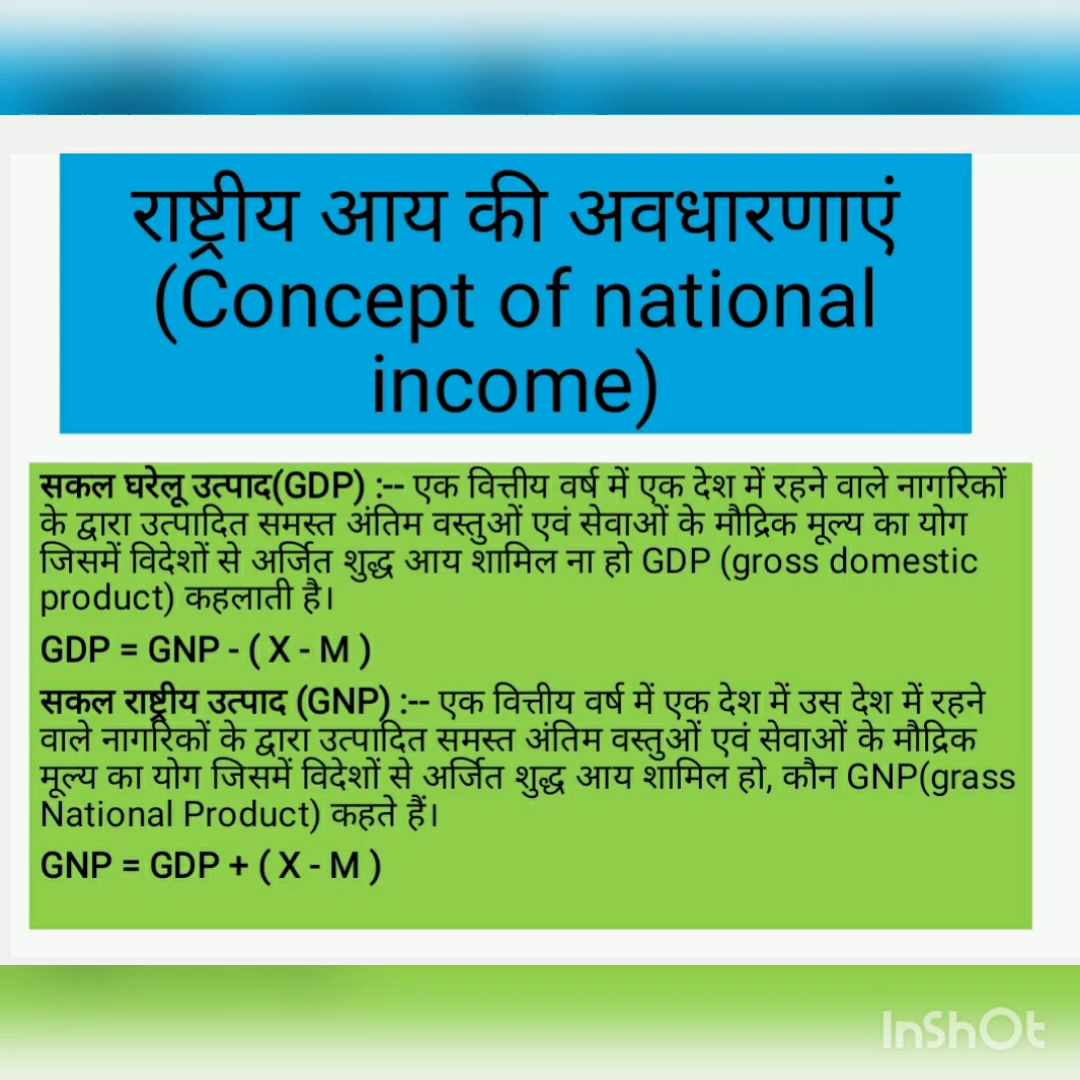 राष्ट्रीय आय की अवधारणाएं
(Concept of national
income)
सकल घरेलू उत्पाद(GDP) :-- एक वित्तीय वर्ष में एक देश में रहने वाले नागरिकों
के द्वारा उत्पादित समस्त अंतिम वस्तुओं एवं सेवाओं के मौद्रिक मूल्य का योग
जिसमें विदेशों से अर्जित शुद्ध आय शामिल ना हो GDP (gross domestic
product) कहलाती है।
GDP = GNP - ( X - M )
सकल राष्ट्रीय उत्पाद (GNP) :-- एक वित्तीय वर्ष में एक देश में उस देश में रहने
वाले नागरिकों के द्वारा उत्पादित समस्त अंतिम वस्तुओं एवं सेवाओं के मौद्रिक
मूल्य का योग जिसमें विदेशों से अर्जित शुद्ध आय शामिल हो, कौन GNP(grass
National Product) कहते हैं।
GNP = GDP + ( X - M )
InShOt